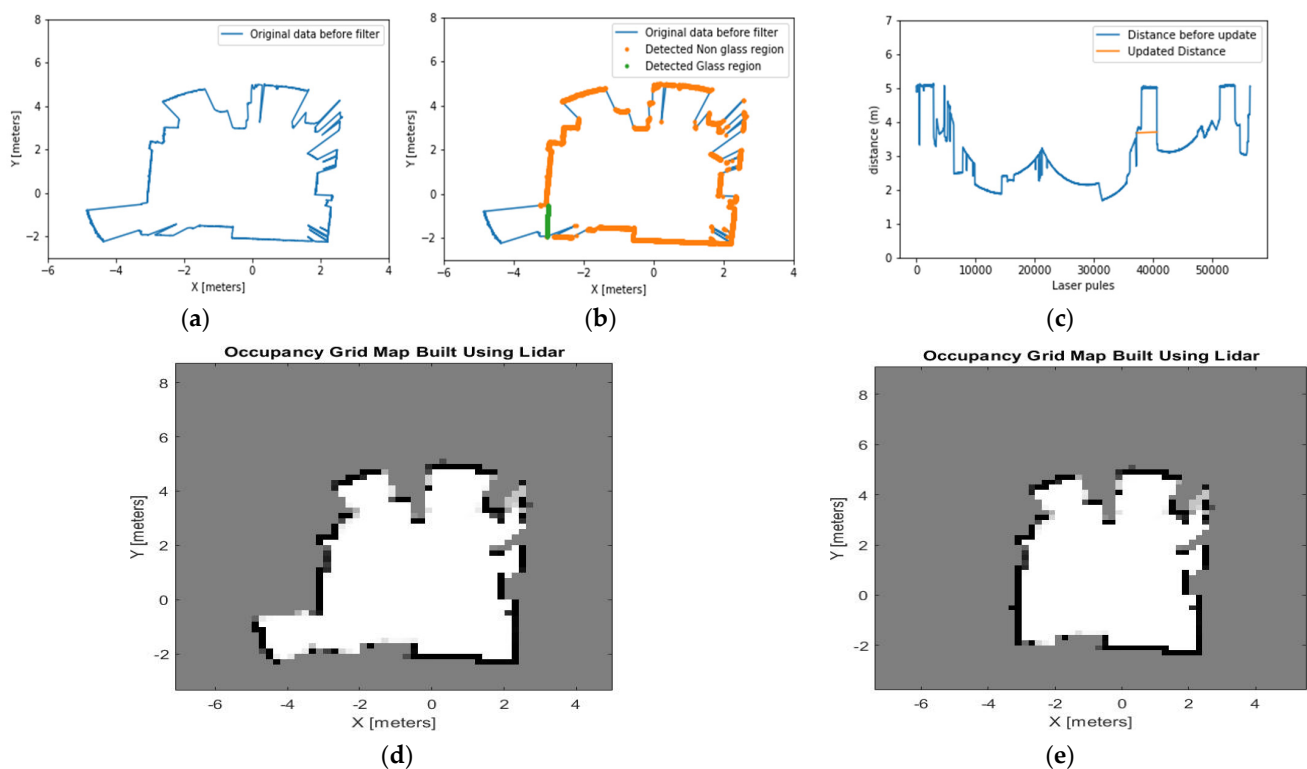 8
6
4
2
0
−2
−6
−4
−2
0
2
4
Y [meters]
X [meters]
Original data before filter
(a)
8
6
4
2
0
−2
−6
−4
−2
0
2
4
Y [meters]
X [meters]
Original data before filter
Detected Non glass region
Detected Glass region
(b)
7
6
5
4
3
2
1
0
0
10000
20000
30000
40000
50000
distance (m)
Laser pules
Distance before update
Updated Distance
(c)
Occupancy Grid Map Built Using Lidar
8
6
4
2
0
-2
-6
-4
-2
0
2
4
Y [meters]
X [meters]
(d)
Occupancy Grid Map Built Using Lidar
8
6
4
2
0
-2
-6
-4
-2
0
2
4
Y [meters]
X [meters]
(e)